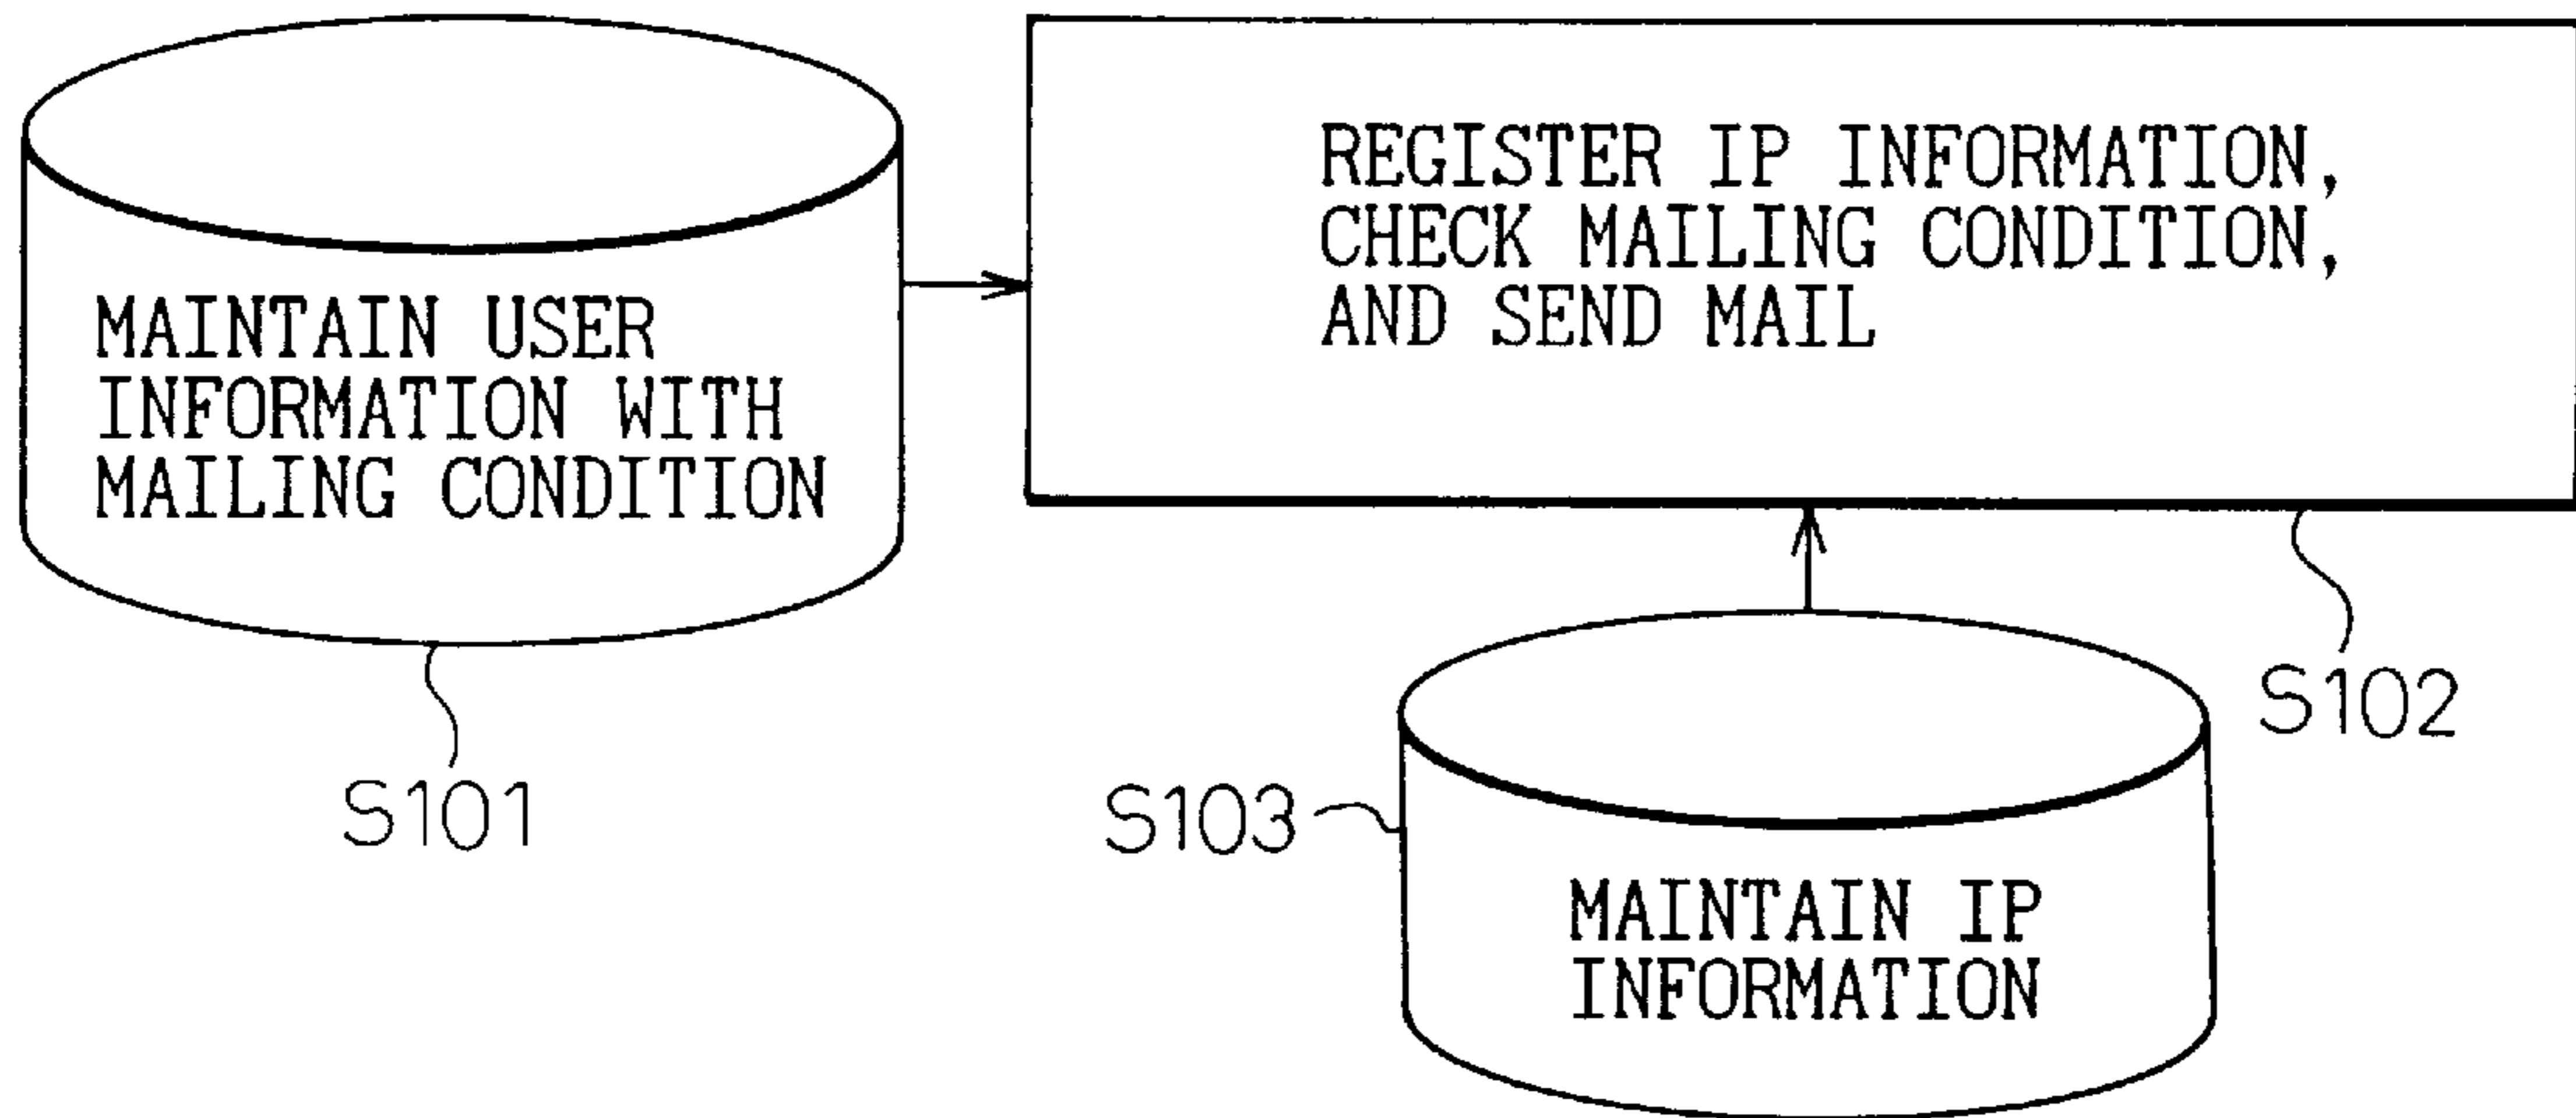 MAINTAIN USER
INFORMATION WITH
MAILING CONDITION
S101
REGISTER IP INFORMATION,
CHECK MAILING CONDITION,
AND SEND MAIL
S102
S103
MAINTAIN IP
INFORMATION